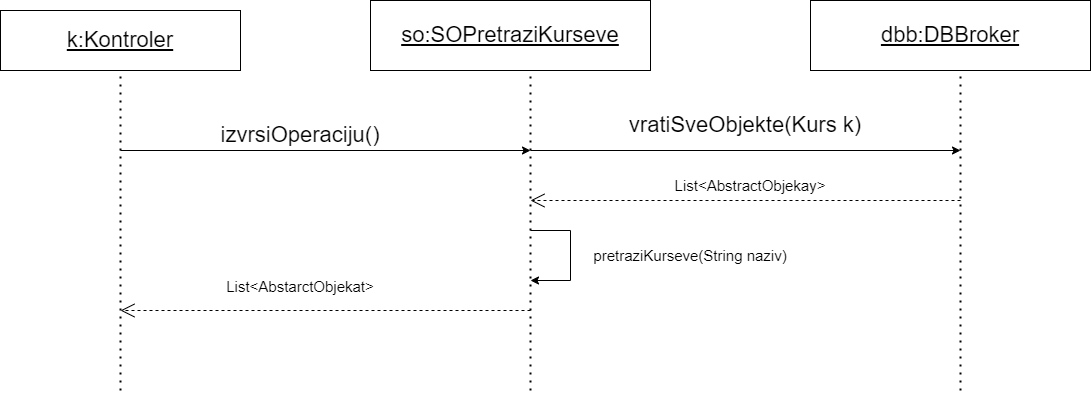 k:Kontroler
so:SOPretraziKurseve
dbb:DBBroker
izvrsiOperaciju()
vratiSveObjekte(Kurs k)
List<AbstractObjekay>
pretraziKurseve(String naziv)
List<AbstarctObjekat>